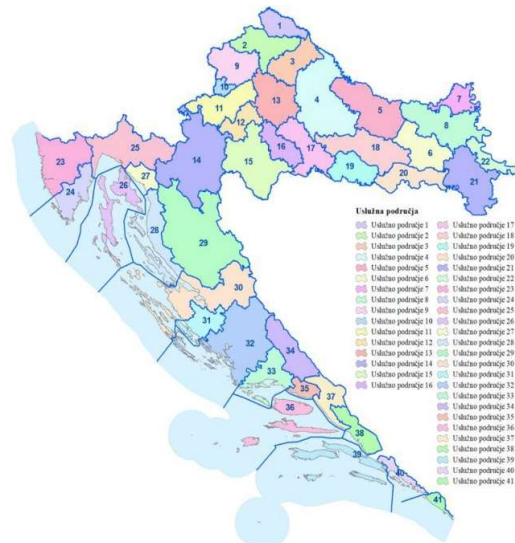 1
2
3
9
10
13
4
11
12
5
7
8
23
25
14
15
16
17
18
6
22
19
20
21
24
26
27
28
29
30
31
32
34
33
35
36
37
38
39
40
41
Uslužna područja
Uslužno područje 1
Uslužno područje 2
Uslužno područje 3
Uslužno područje 4
Uslužno područje 5
Uslužno područje 6
Uslužno područje 7
Uslužno područje 8
Uslužno područje 9
Uslužno područje 10
Uslužno područje 11
Uslužno područje 12
Uslužno područje 13
Uslužno područje 14
Uslužno područje 15
Uslužno područje 16
Uslužno područje 17
Uslužno područje 18
Uslužno područje 19
Uslužno područje 20
Uslužno područje 21
Uslužno područje 22
Uslužno područje 23
Uslužno područje 24
Uslužno područje 25
Uslužno područje 26
Uslužno područje 27
Uslužno područje 28
Uslužno područje 29
Uslužno područje 30
Uslužno područje 31
Uslužno područje 32
Uslužno područje 33
Uslužno područje 34
Uslužno područje 35
Uslužno područje 36
Uslužno područje 37
Uslužno područje 38
Uslužno područje 39
Uslužno područje 40
Uslužno područje 41